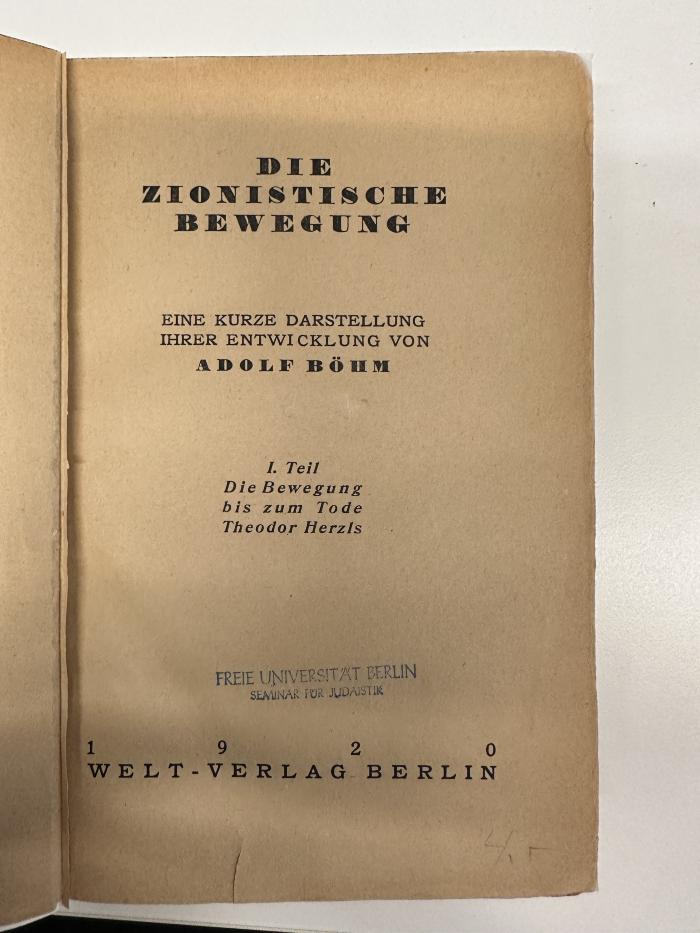 DIE
ZIONISTISCHE
BEWEGUNG
EINE KURZE DARSTELLUNG
IHRER ENTWICKLUNG VON
ADOLF BÖHM
I. Teil
Die Bewegung
bis zum Tode
Theodor Herzls
FREIE UNIVERSITÄT BERLIN
SEMINAR FÜR JUDAISTIK
1 9 2 0
WELT-VERLAG BERLIN
4,-